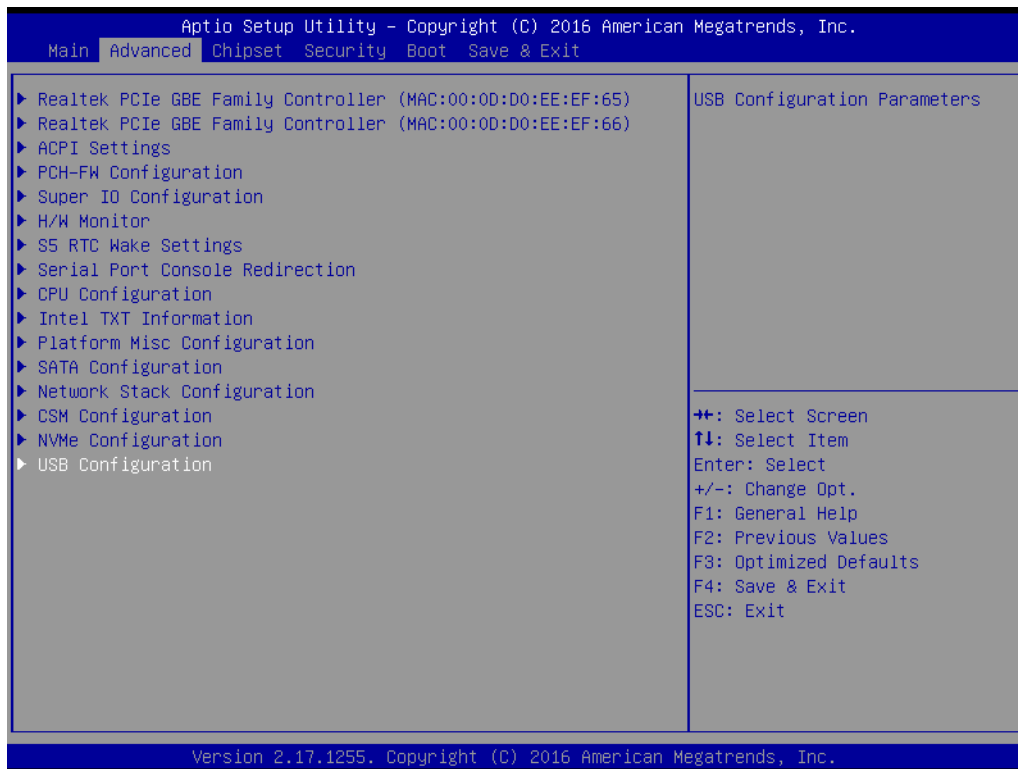 Aptio Setup Utility – Copyright (C) 2016 American Megatrends, Inc.
Main Advanced Chipset Security Boot Save & Exit
Realtek PCIe GBE Family Controller (MAC:00:0D:D0:EE:EF:65)
Realtek PCIe GBE Family Controller (MAC:00:0D:D0:EE:EF:66)
ACPI Settings
PCH-FW Configuration
Super IO Configuration
H/W Monitor
S5 RTC Wake Settings
Serial Port Console Redirection
CPU Configuration
Intel TXT Information
Platform Misc Configuration
SATA Configuration
Network Stack Configuration
CSM Configuration
NVMe Configuration
USB Configuration
USB Configuration Parameters
→←: Select Screen
↑↓: Select Item
Enter: Select
+/-: Change Opt.
F1: General Help
F2: Previous Values
F3: Optimized Defaults
F4: Save & Exit
ESC: Exit
Version 2.17.1255. Copyright (C) 2016 American Megatrends, Inc.